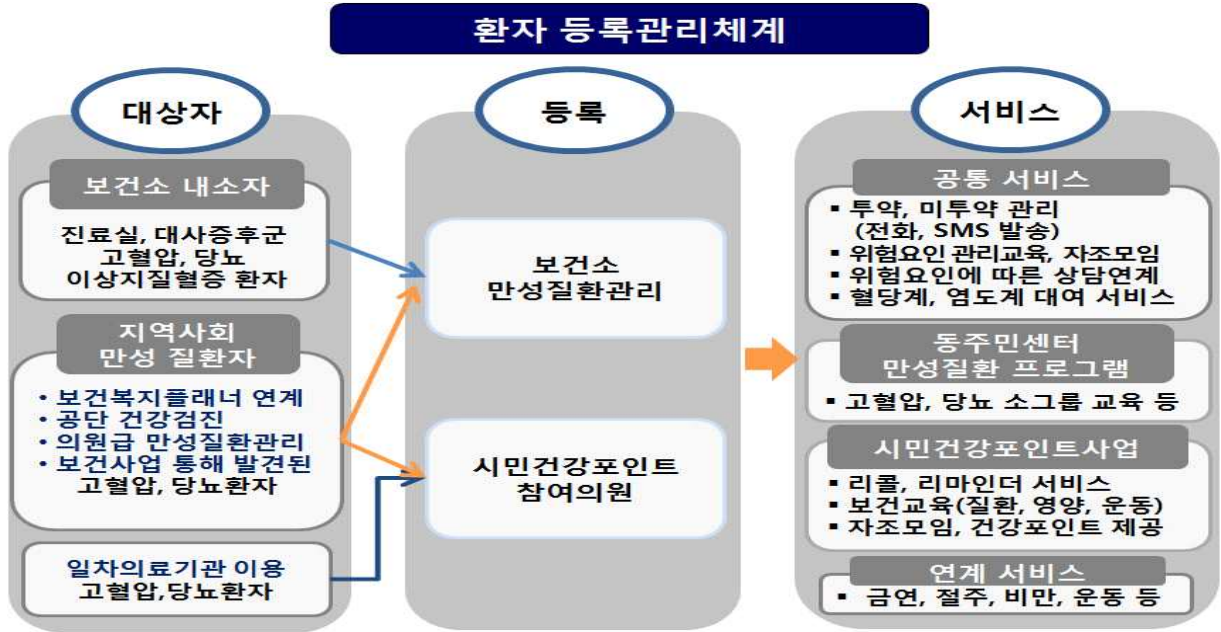 환자 등록관리체계
대상자
보건소 내소자
진료실, 대사증후군
고혈압, 당뇨
이상지질혈증 환자
지역사회
만성 질환자
• 보건복지플래너 연계
• 공단 건강검진
• 의원급 만성질환관리
• 보건사업 통해 발견된
고혈압, 당뇨환자
일차의료기관 이용
고혈압,당뇨환자
등록
보건소
만성질환관리
시민건강포인트
참여의원
서비스
공통 서비스
▪ 투약, 미투약 관리
(전화, SMS 발송)
▪ 위험요인 관리교육, 자조모임
▪ 위험요인에 따른 상담연계
▪ 혈당계, 염도계 대여 서비스
동주민센터
만성질환 프로그램
▪ 고혈압, 당뇨 소그룹 교육 등
시민건강포인트사업
▪ 리콜, 리마인더 서비스
▪ 보건교육(질환, 영양, 운동)
▪ 자조모임, 건강포인트 제공
연계 서비스
▪ 금연, 절주, 비만, 운동 등